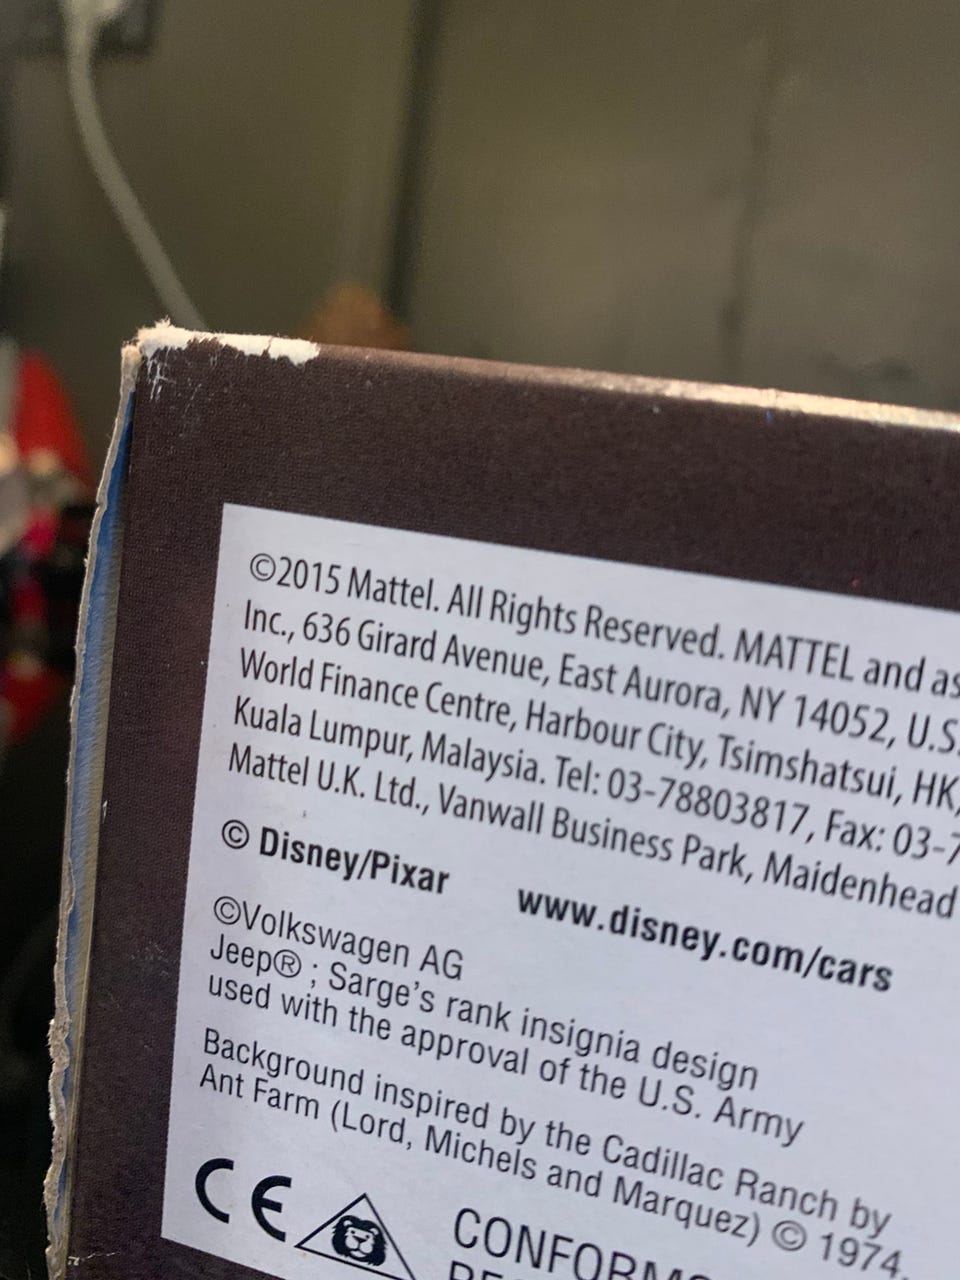 ©2015 Mattel. All Rights Reserved. MATTEL and as
Inc., 636 Girard Avenue, East Aurora, NY 14052, U.S.
World Finance Centre, Harbour City, Tsimshatsui, HK,
Kuala Lumpur, Malaysia. Tel: 03-78803817, Fax: 03-7
Mattel U.K. Ltd., Vanwall Business Park, Maidenhead
© Disney/Pixar www.disney.com/cars
©Volkswagen AG
Jeep® ; Sarge's rank insignia design
used with the approval of the U.S. Army
Background inspired by the Cadillac Ranch by
Ant Farm (Lord, Michels and Marquez) © 1974.
CE CONFORM